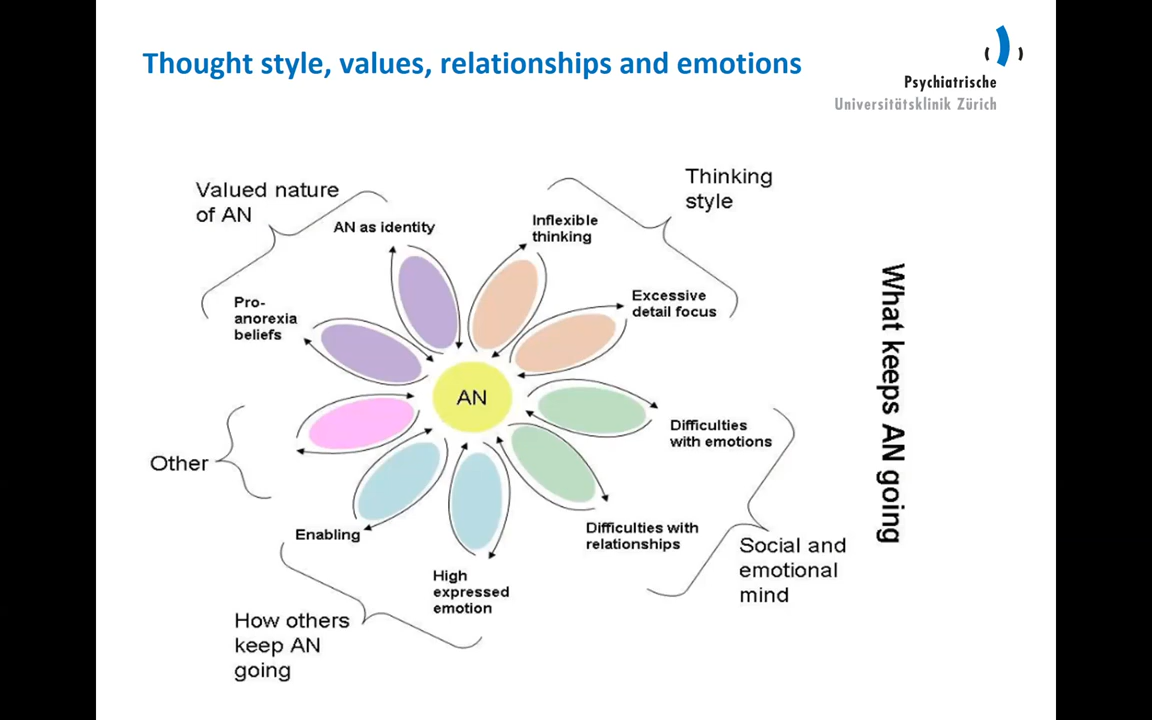 Thought style, values, relationships and emotions
Psychiatrische
Universitätsklinik Zürich
Valued nature
of AN
AN as identity
Pro-
anorexia
beliefs
Thinking
style
Inflexible
thinking
Excessive
detail focus
AN
Difficulties
with emotions
Difficulties with
relationships
Social and
emotional
mind
Other
Enabling
High
expressed
emotion
How others
keep AN
going
What keeps AN going